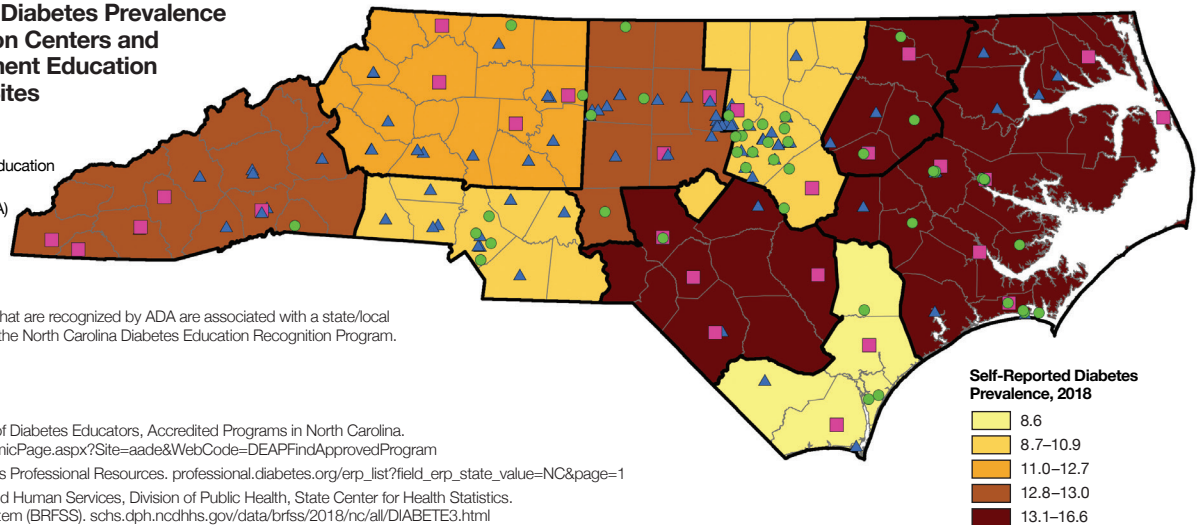 Diabetes Prevalence
on Centers and
ment Education
ites
ducation
A)
hat are recognized by ADA are associated with a state/local
the North Carolina Diabetes Education Recognition Program.
Self-Reported Diabetes
Prevalence, 2018
8.6
8.7–10.9
11.0–12.7
12.8–13.0
13.1–16.6
of Diabetes Educators, Accredited Programs in North Carolina.
micPage.aspx?Site=aade&WebCode=DEAPFindApprovedProgram
s Professional Resources. professional.diabetes.org/erp_list?field_erp_state_value=NC&page=1
d Human Services, Division of Public Health, State Center for Health Statistics.
tem (BRFSS). schs.dph.ncdhhs.gov/data/brfss/2018/nc/all/DIABETE3.html